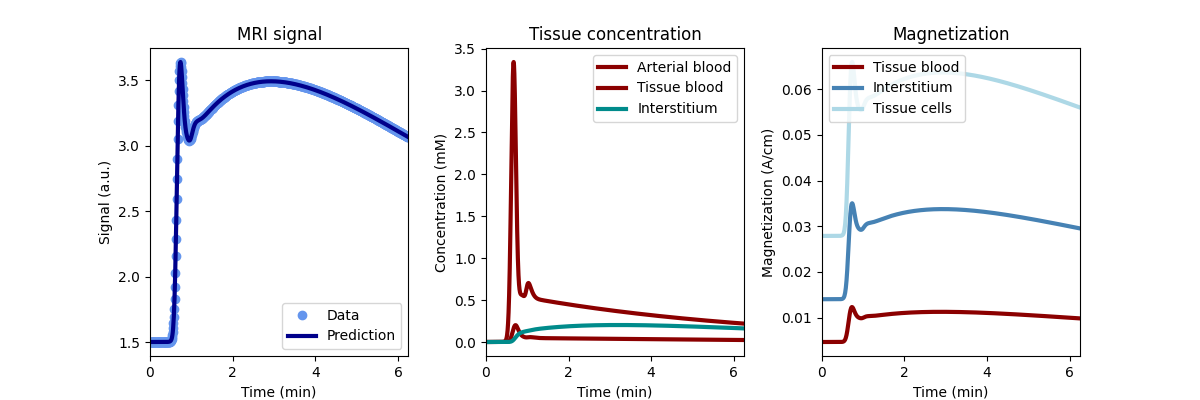 MRI signal
Signal (a.u.)
3.5
3.0
2.5
2.0
1.5
0
2
4
6
Time (min)
Data
Prediction
Tissue concentration
Concentration (mM)
3.5
3.0
2.5
2.0
1.5
1.0
0.5
0.0
0
2
4
6
Time (min)
Arterial blood
Tissue blood
Interstitium
Magnetization
Magnetization (A/cm)
0.06
0.05
0.04
0.03
0.02
0.01
0
2
4
6
Time (min)
Tissue blood
Interstitium
Tissue cells